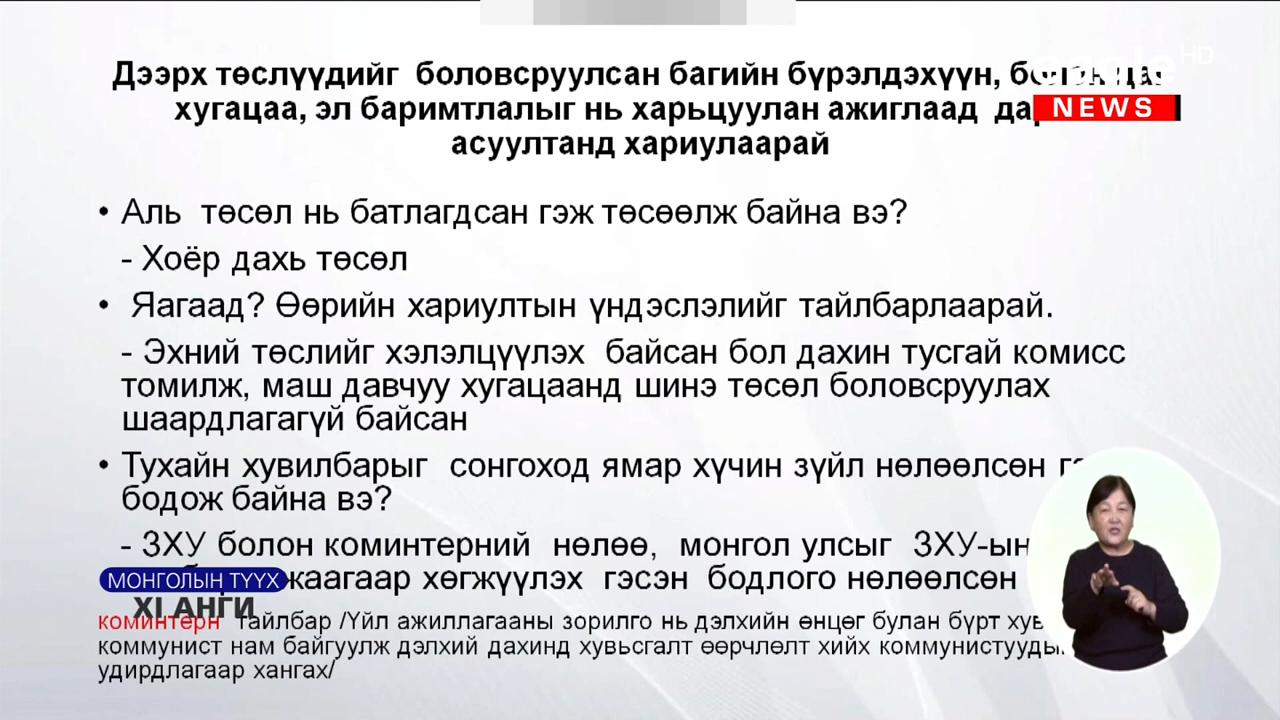 Дээрх төслүүдийг боловсруулсан багийн бүрэлдэхүүн,
хугацаа, эл баримтлалыг нь харьцуулан ажиглаад
асуултанд хариулаарай
HD
NEWS
• Аль төсөл нь батлагдсан гэж төсөөлж байна вэ?
- Хоёр дахь төсөл
• Яагаад? Өөрийн хариултын үндэслэлийг тайлбарлаарай.
- Эхний төслийг хэлэлцүүлэх байсан бол дахин тусгай комисс
томилж, маш давчуу хугацаанд шинэ төсөл боловсруулах
шаардлагагүй байсан
• Тухайн хувилбарыг сонгоход ямар хүчин зүйл нөлөөлсөн
бодож байна вэ?
- ЗХУ болон коминтерний нөлөө, монгол улсыг ЗХУ-ын
хөгжүүлэх гэсэн бодлого нөлөөлсөн
МОНГОЛЫН ТҮҮХ
XI АНГИ
коминтерн тайлбар /Үйл ажиллагааны зорилго нь дэлхийн өнцөг булан бүрт
коммунист нам байгуулж дэлхий дахинд хувьсгалт өөрчлөлт хийх
удирдлагаар хангах/